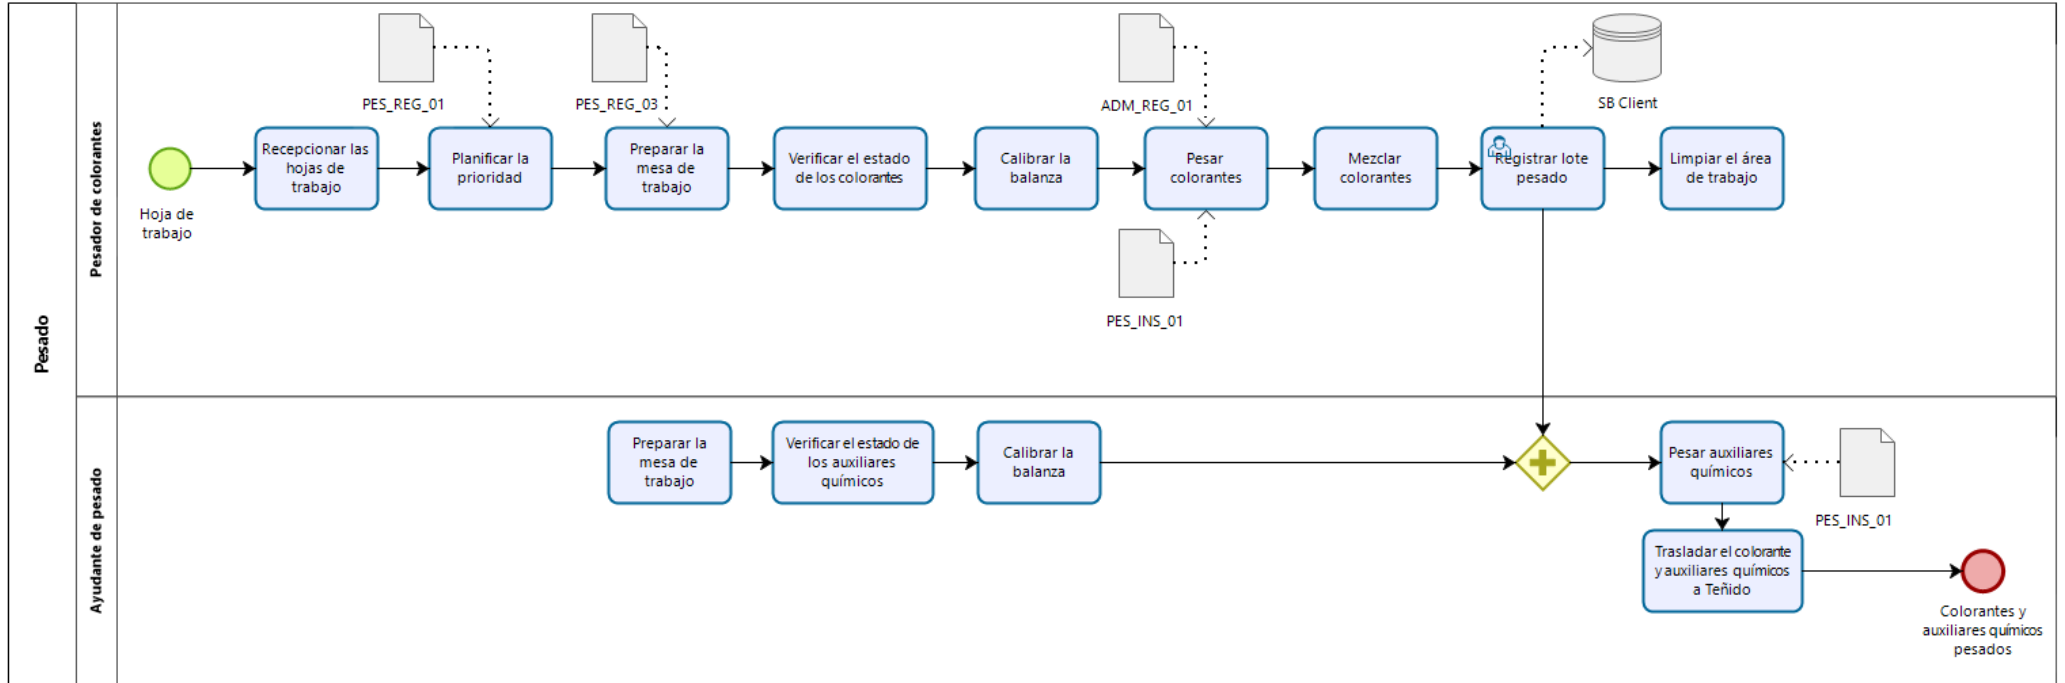 Pesado
Pesador de colorantes
PES_REG_01
PES_REG_03
ADM_REG_01
SB Client
Hoja de
trabajo
Recepcionar las
hojas de
trabajo
Planificar la
prioridad
Preparar la
mesa de
trabajo
Verificar el estado
de los colorantes
Calibrar la
balanza
Pesar
colorantes
Mezclar
colorantes
Registrar lote
pesado
Limpiar el área
de trabajo
PES_INS_01
Ayudante de pesado
Preparar la
mesa de
trabajo
Verificar el estado de
los auxiliares
químicos
Calibrar la
balanza
Pesar auxiliares
químicos
PES_INS_01
Trasladar el colorante
y auxiliares químicos
a Teñido
Colorantes y
auxiliares químicos
pesados